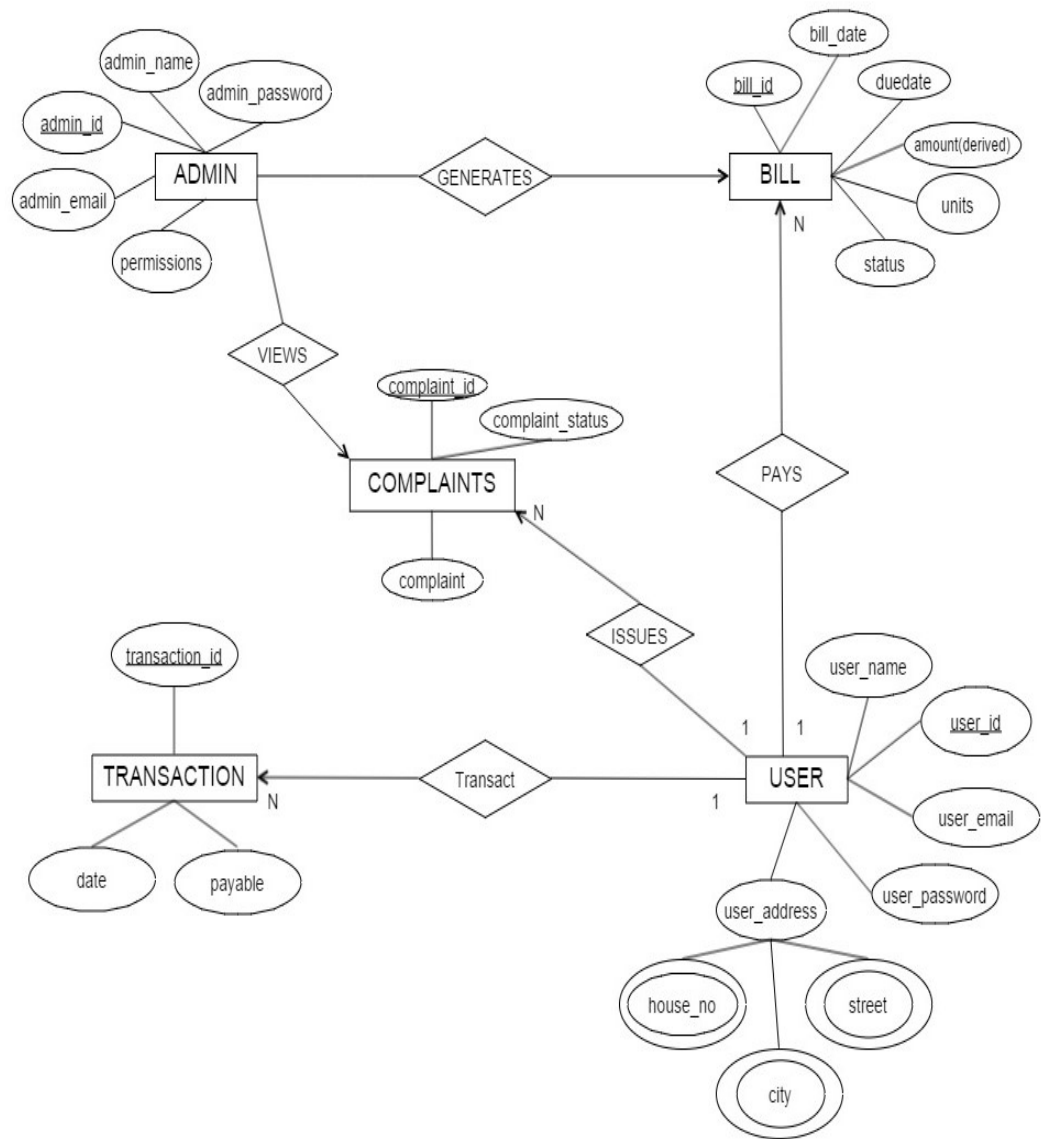 bill_date
admin_name
bill_id
duedate
admin_password
admin_id
amount(derived)
ADMIN
GENERATES
BILL
admin_email
units
N
permissions
status
VIEWS
complaint_id
complaint_status
PAYS
COMPLAINTS
N
complaint
ISSUES
transaction_id
user_name
user_id
1
1
TRANSACTION
Transact
USER
N
1
user_email
date
payable
user_password
user_address
house_no
street
city